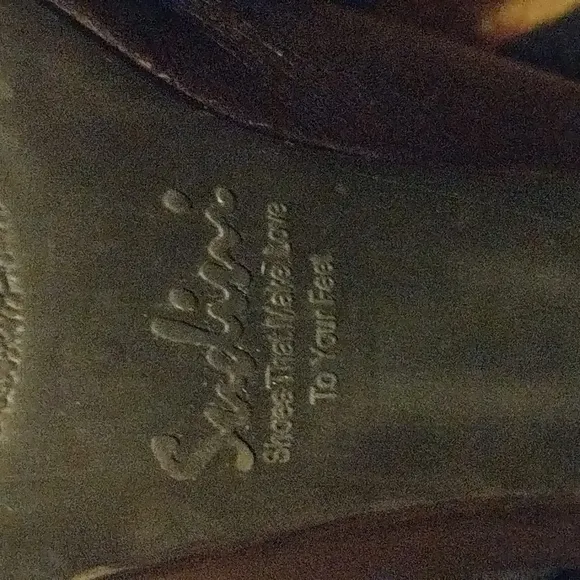 Sudini
Shoes That Make Love
To Your Feet